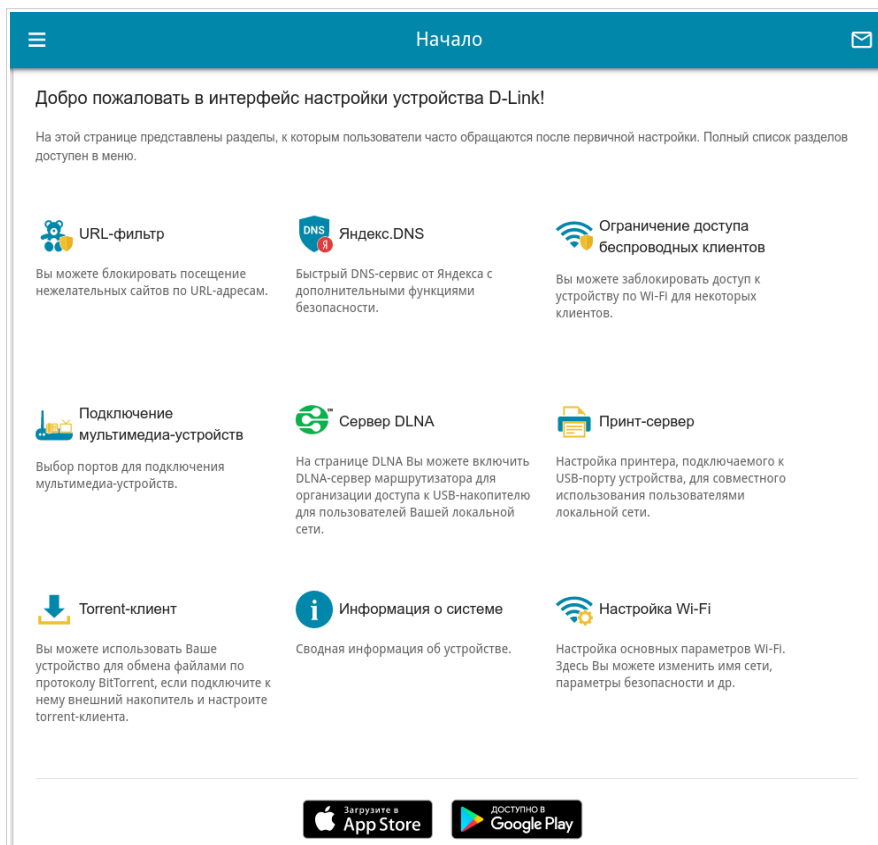 Начало
Добро пожаловать в интерфейс настройки устройства D-Link!
На этой странице представлены разделы, к которым пользователи часто обращаются после первичной настройки. Полный список разделов
доступен в меню.
URL-фильтр
Вы можете блокировать посещение
нежелательных сайтов по URL-адресам.
DNS
Я
Яндекс.DNS
Быстрый DNS-сервис от Яндекса с
дополнительными функциями
безопасности.
Ограничение доступа
беспроводных клиентов
Вы можете заблокировать доступ к
устройству по Wi-Fi для некоторых
клиентов.
Подключение
мультимедиа-устройств
Выбор портов для подключения
мультимедиа-устройств.
Сервер DLNA
На странице DLNA Вы можете включить
DLNA-сервер маршрутизатора для
организации доступа к USB-накопителю
для пользователей Вашей локальной
сети.
Принт-сервер
Настройка принтера, подключаемого к
USB-порту устройства, для совместного
использования пользователями
локальной сети.
Torrent-клиент
Вы можете использовать Ваше
устройство для обмена файлами по
протоколу BitTorrent, если подключите к
нему внешний накопитель и настроите
torrent-клиента.
i
Информация о системе
Сводная информация об устройстве.
Настройка Wi-Fi
Настройка основных параметров Wi-Fi.
Здесь Вы можете изменить имя сети,
параметры безопасности и др.
Загрузите в
App Store
ДОСТУПНО В
Google Play